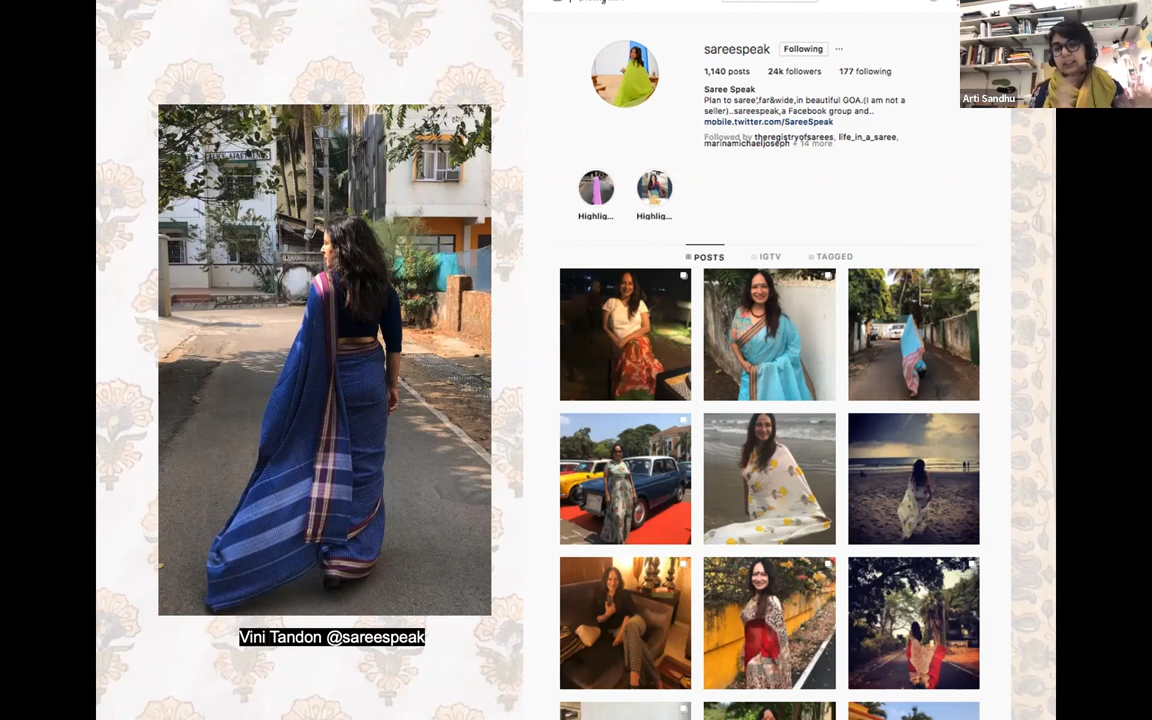 sareespeak Following ...
1,140 posts 24k followers 177 following
Saree Speak
Plan to saree',far&wide,in beautiful GOA.(I am not a
seller)..sareespeak,a Facebook group and..
mobile.twitter.com/SareeSpeak
Followed by theregistryofsarees, life_in_a_saree,
marinamichaeljoseph + 14 more
Arti Sandhu
Highlig...
Highlig...
POSTS IGTV TAGGED
Vini Tandon @sareespeak